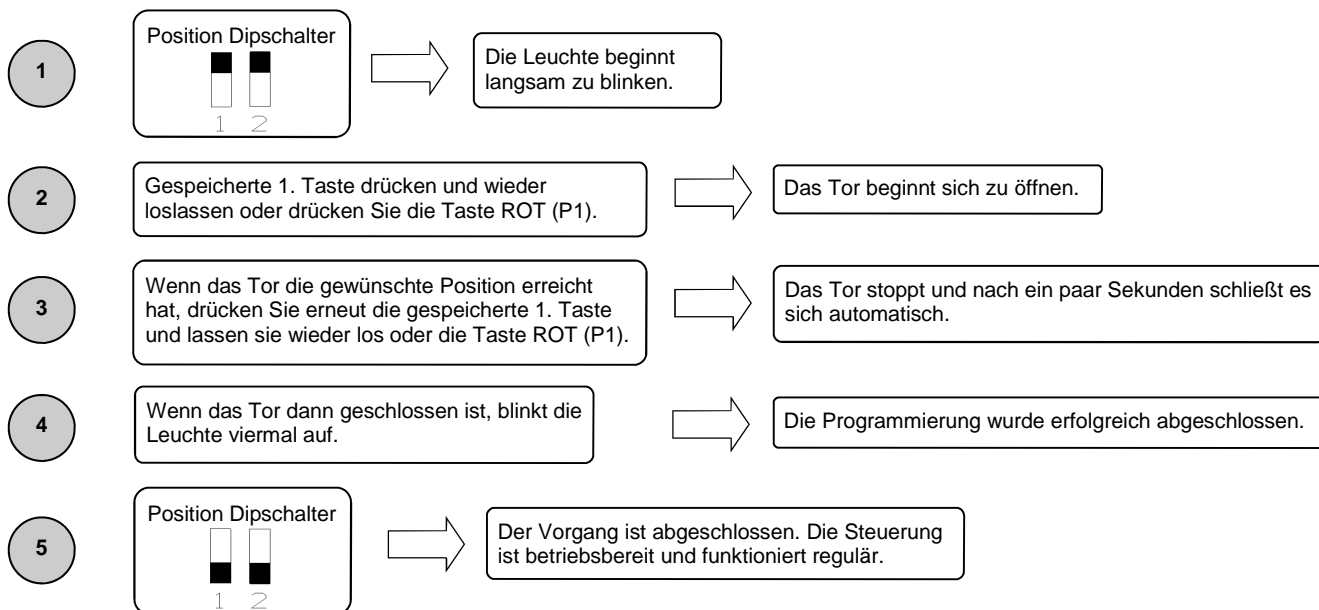 1
Position Dipschalter
1 2
Die Leuchte beginnt
langsam zu blinken.
2
Gespeicherte 1. Taste drücken und wieder
loslassen oder drücken Sie die Taste ROT (P1).
Das Tor beginnt sich zu öffnen.
3
Wenn das Tor die gewünschte Position erreicht
hat, drücken Sie erneut die gespeicherte 1. Taste
und lassen sie wieder los oder die Taste ROT (P1).
Das Tor stoppt und nach ein paar Sekunden schließt es
sich automatisch.
4
Wenn das Tor dann geschlossen ist, blinkt die
Leuchte viermal auf.
Die Programmierung wurde erfolgreich abgeschlossen.
5
Position Dipschalter
1 2
Der Vorgang ist abgeschlossen. Die Steuerung
ist betriebsbereit und funktioniert regulär.